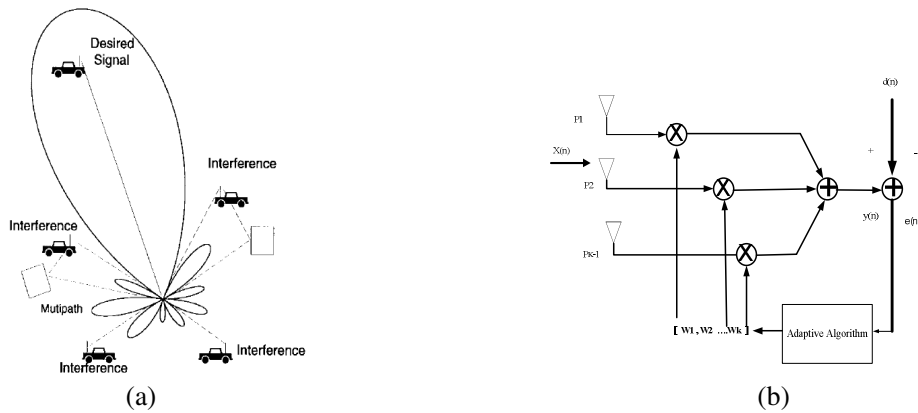 Desired
Signal
Interference
Interference
Mutipath
Interference
Interference
(a)
d(n)
P1
X(n)
+
-
P2
y(n)
e(n
PK-1
[ W1 , W2 ....Wk ]
Adaptive Algorithm
(b)